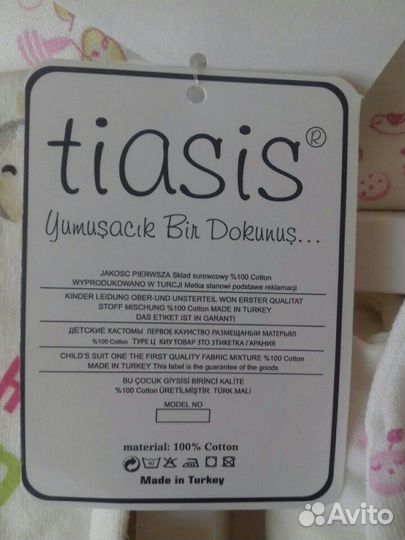 tiasis®
Yumuşacık Bir Dokunuş...
JAKOSC PIERWSZA Sklad surowcowy %100 Cotton
WYPRODUKOWANO W TURCJI Metka stanowi podstawe reklamacji
KINDER LEIDUNG OBER-UND UNSTERTEIL WON ERSTER QUALITAT
STOFF MISCHUNG %100 Cotton MADE IN TURKEY
DAS ETIKET IST IN GARANTI
ДЕТСКИЕ КАСТОМЫ ЛЕРВОЕ КАУИСТВО РАЗМЕЩАНЫИ МАТЕРЬЯЛ
%100 Cotton ТУРЕЦ КИУ ТОВАР ЭТО ЗТИКЕТКА ГАРАНИЯ
CHILD'S SUIT ONE THE FIRST QUALITY FABRIC MIXTURE %100 Cotton
MADE IN TURKEY This label is the guarantee of the goods
BU ÇOCUK GİYSİSİ BİRİNCİ KALİTE
%100 Cotton ÜRETİLMİŞTİR. TÜRK MALI
MODEL NO
material: 100% Cotton
Made in Turkey
Avito